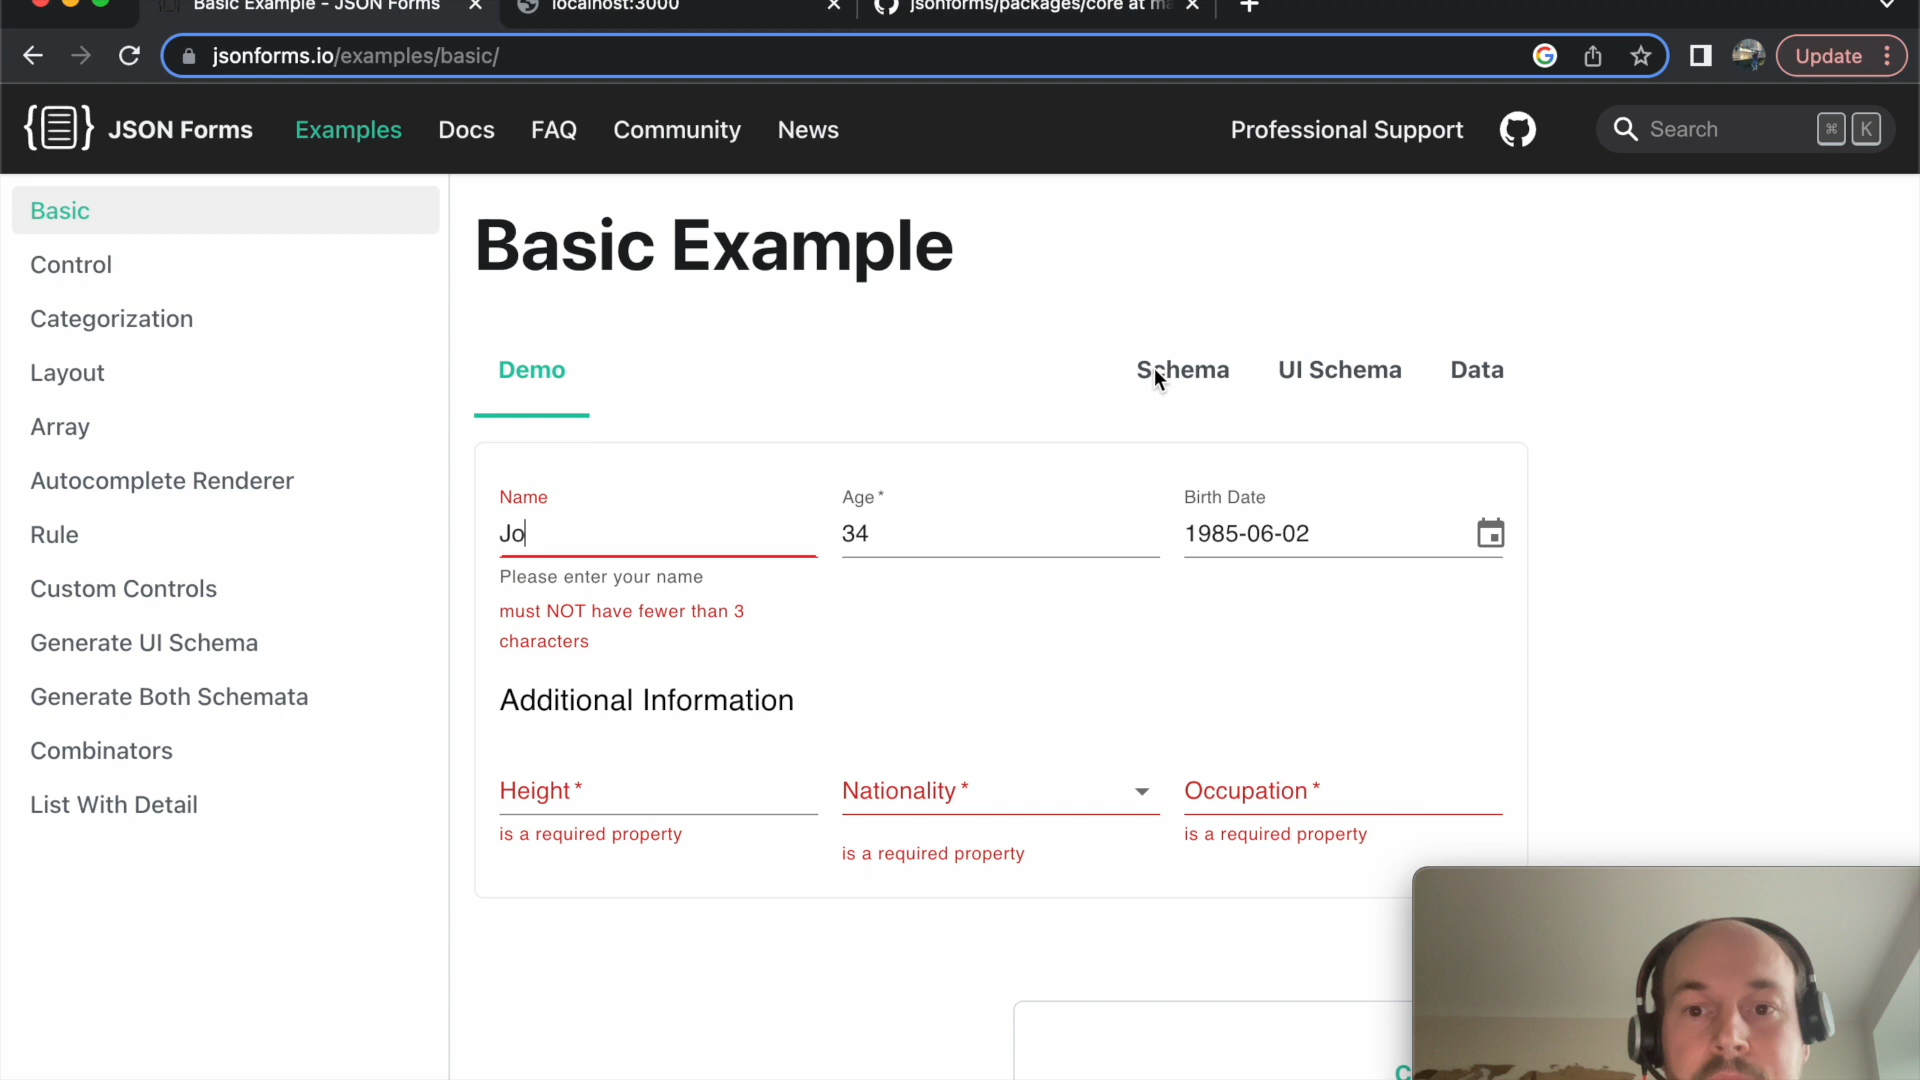 Basic Example - JSON Forms
localhost:3000
jsonforms/packages/core at ma
jsonforms.io/examples/basic/
Update
JSON Forms
Examples
Docs
FAQ
Community
News
Professional Support
Search
⌘ K
Basic
Control
Categorization
Layout
Array
Autocomplete Renderer
Rule
Custom Controls
Generate UI Schema
Generate Both Schemata
Combinators
List With Detail
Basic Example
Demo
Schema
UI Schema
Data
Name
Age *
Birth Date
Jo
34
1985-06-02
Please enter your name
must NOT have fewer than 3
characters
Additional Information
Height *
Nationality *
Occupation *
is a required property
is a required property
is a required property